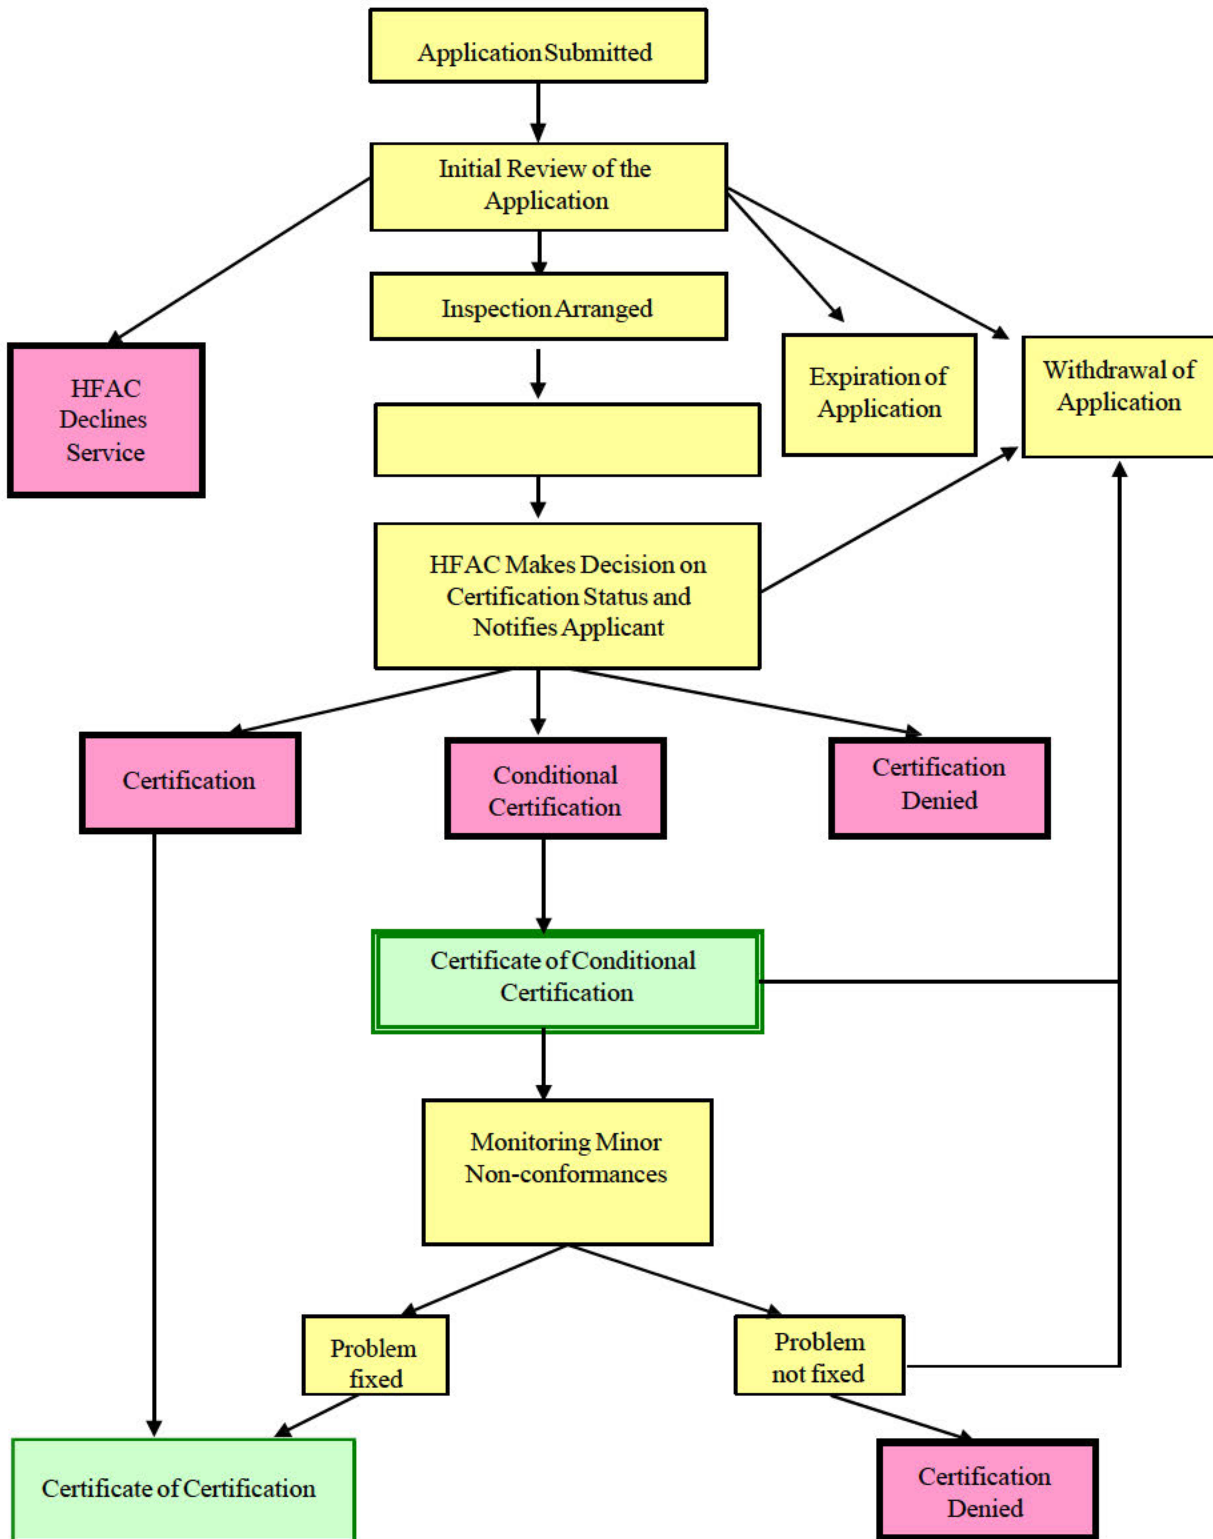 Application Submitted
Initial Review of the
Application
Inspection Arranged
HFAC
Declines
Service
Expiration of
Application
Withdrawal of
Application
HFAC Makes Decision on
Certification Status and
Notifies Applicant
Certification
Conditional
Certification
Certification
Denied
Certificate of Conditional
Certification
Monitoring Minor
Non-conformances
Problem
fixed
Problem
not fixed
Certificate of Certification
Certification
Denied